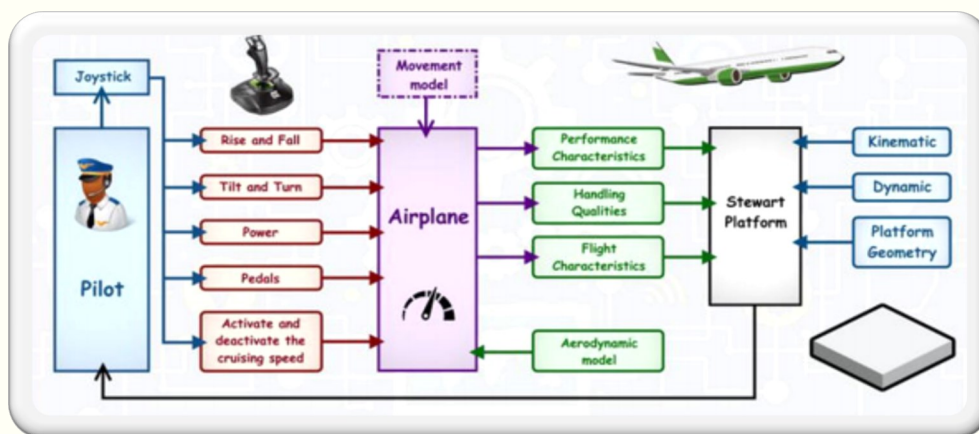 Joystick
Pilot
Rise and Fall
Tilt and Turn
Power
Pedals
Activate and
deactivate the
cruising speed
Movement
model
Airplane
Performance
Characteristics
Handling
Qualities
Flight
Characteristics
Aerodynamic
model
Stewart
Platform
Kinematic
Dynamic
Platform
Geometry